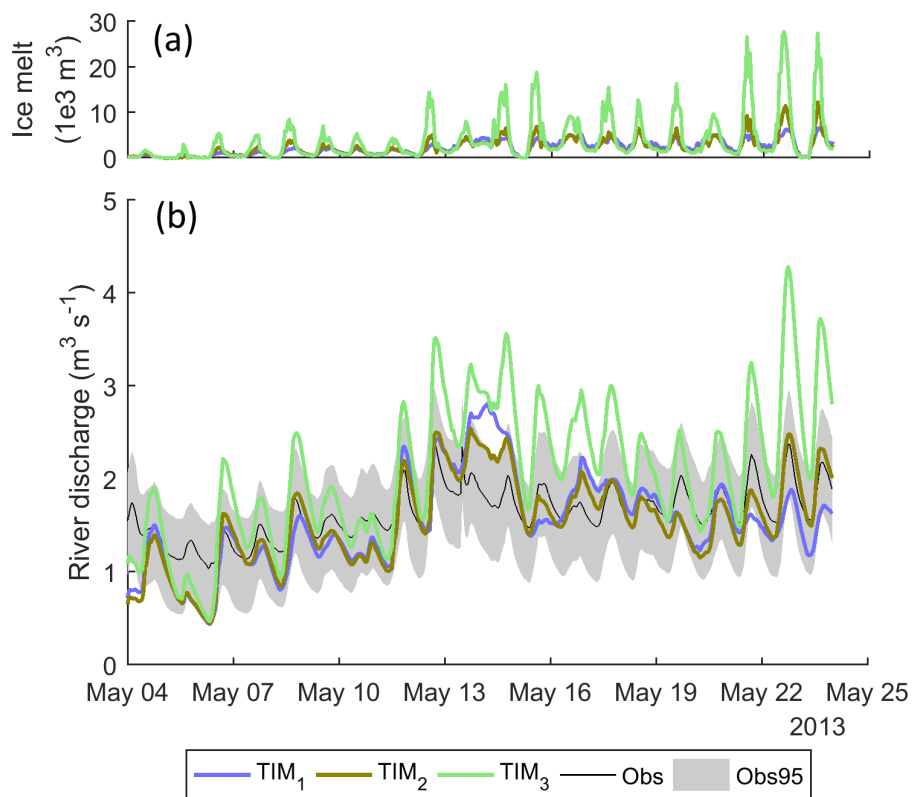 (a)
Ice melt
(1e3 m³)
30
20
10
0
(b)
River discharge (m³ s⁻¹)
5
4
3
2
1
0
May 04 May 07 May 10 May 13 May 16 May 19 May 22 May 25
2013
TIM₁ TIM₂ TIM₃ Obs Obs95